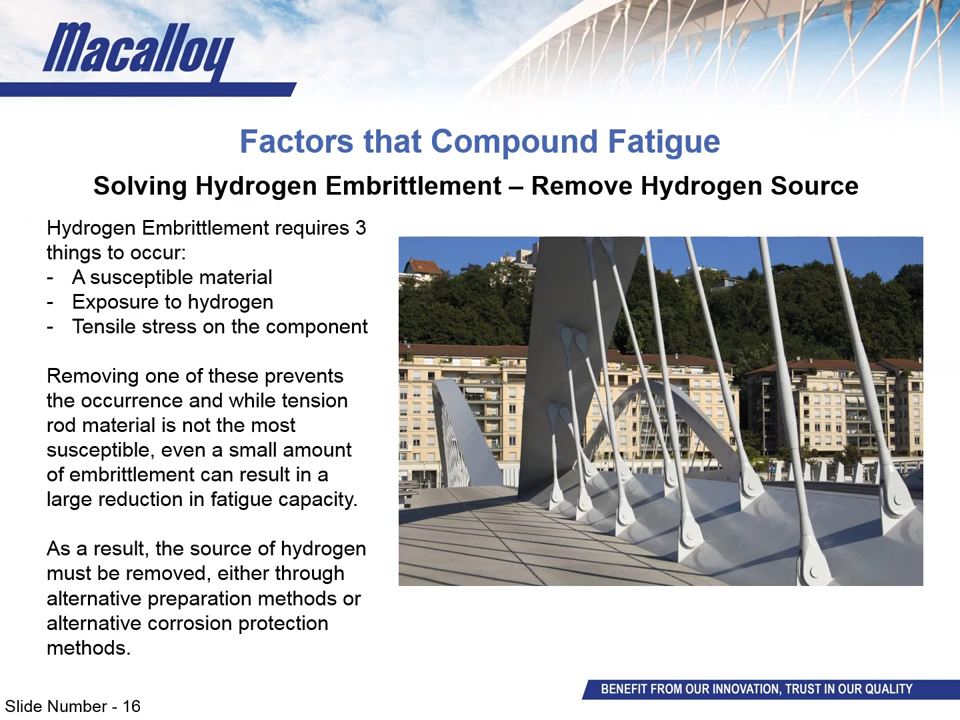 Macalloy
Factors that Compound Fatigue
Solving Hydrogen Embrittlement – Remove Hydrogen Source
Hydrogen Embrittlement requires 3
things to occur:
- A susceptible material
- Exposure to hydrogen
- Tensile stress on the component
Removing one of these prevents
the occurrence and while tension
rod material is not the most
susceptible, even a small amount
of embrittlement can result in a
large reduction in fatigue capacity.
As a result, the source of hydrogen
must be removed, either through
alternative preparation methods or
alternative corrosion protection
methods.
BENEFIT FROM OUR INNOVATION, TRUST IN OUR QUALITY
Slide Number - 16